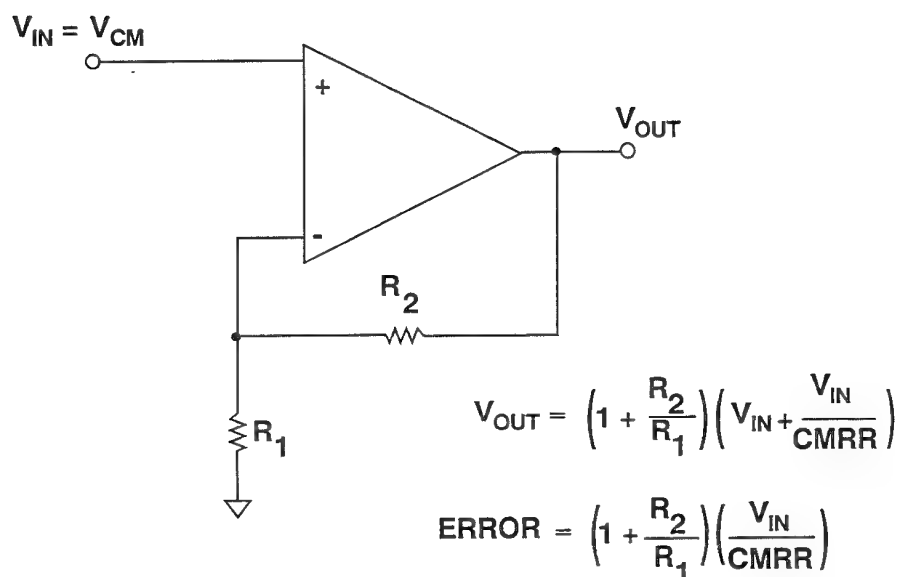 V_IN = V_CM
+
V_OUT
-
R_2
R_1
V_OUT = (1 + R_2/R_1)(V_IN + V_IN/CMRR)
ERROR = (1 + R_2/R_1)(V_IN/CMRR)